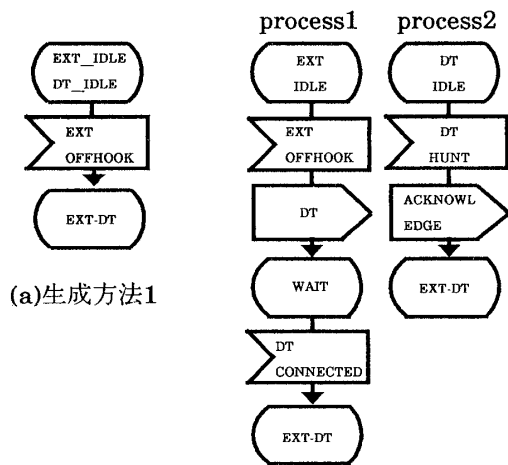 EXT_IDLE
DT_IDLE
EXT
OFFHOOK
EXT-DT
(a)生成方法1
process1
EXT
IDLE
EXT
OFFHOOK
DT
WAIT
DT
CONNECTED
EXT-DT
process2
DT
IDLE
DT
HUNT
ACKNOWL
EDGE
EXT-DT